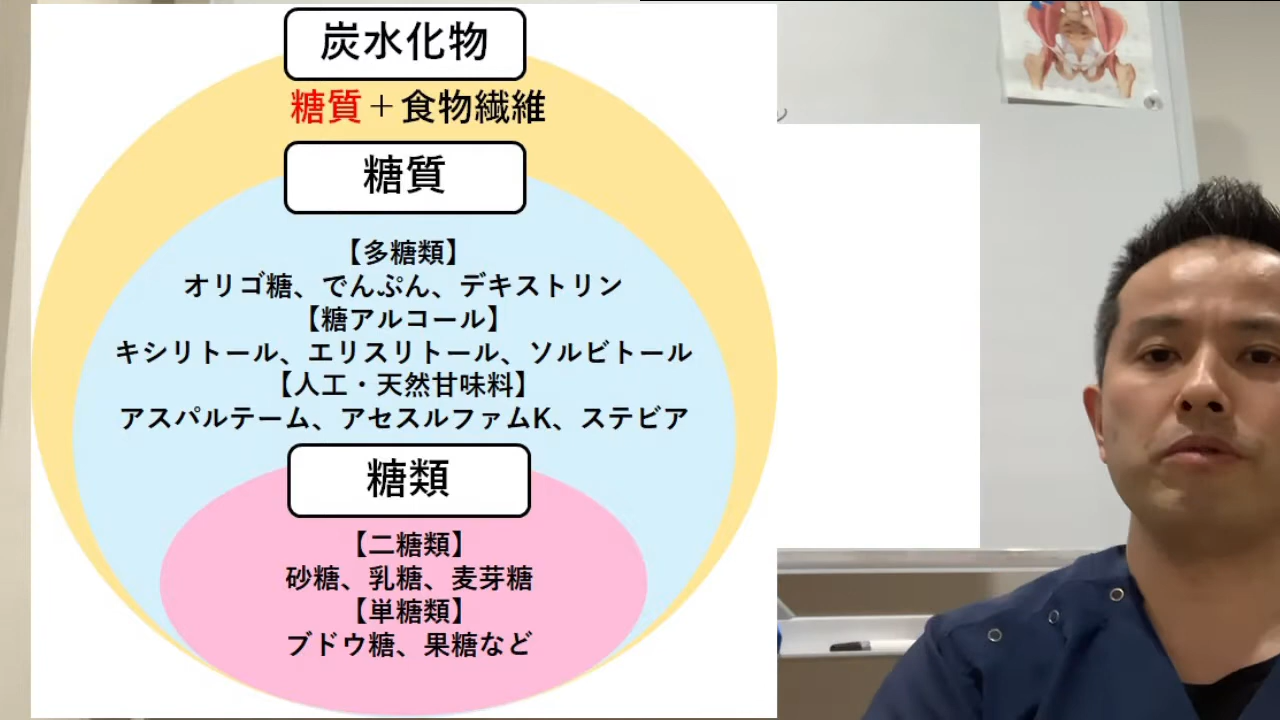 炭水化物
糖質＋食物繊維
糖質
【多糖類】
オリゴ糖、でんぷん、デキストリン
【糖アルコール】
キシリトール、エリスリトール、ソルビトール
【人工・天然甘味料】
アスパルテーム、アセスルファムK、ステビア
糖類
【二糖類】
砂糖、乳糖、麦芽糖
【単糖類】
ブドウ糖、果糖など